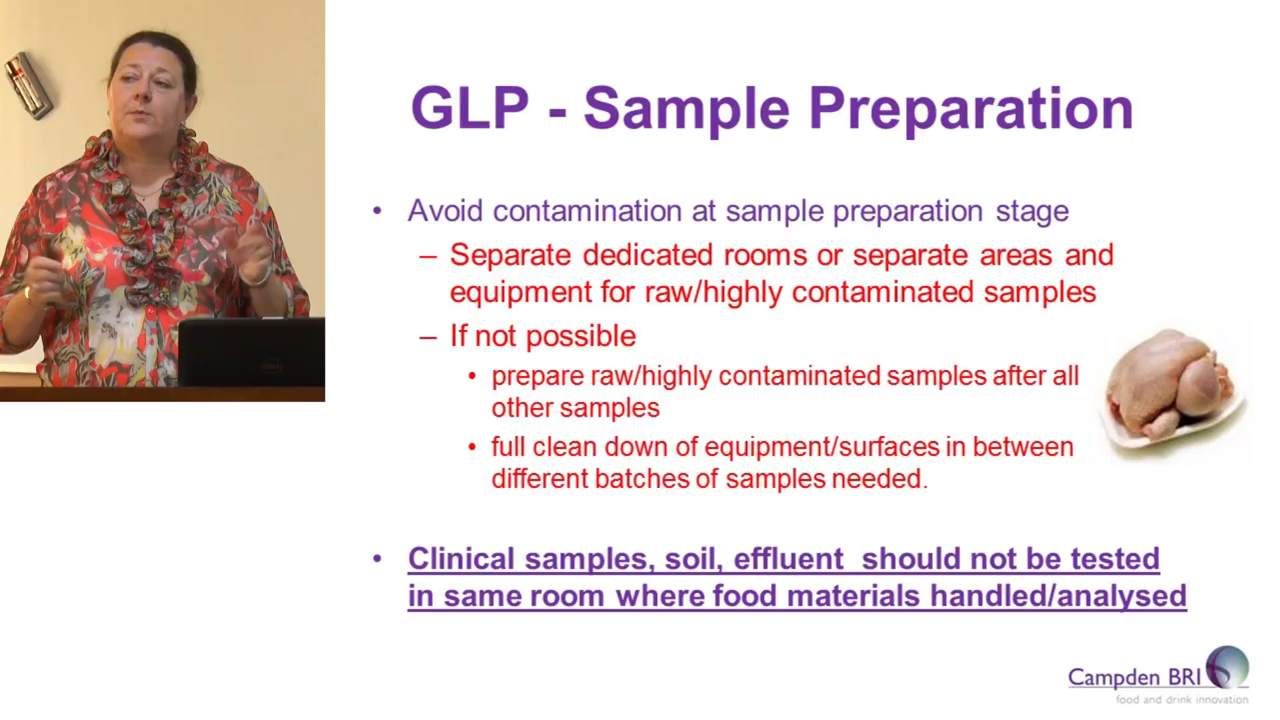 GLP - Sample Preparation
• Avoid contamination at sample preparation stage
– Separate dedicated rooms or separate areas and
equipment for raw/highly contaminated samples
– If not possible
• prepare raw/highly contaminated samples after all
other samples
• full clean down of equipment/surfaces in between
different batches of samples needed.
• Clinical samples, soil, effluent should not be tested
in same room where food materials handled/analysed
Campden BRI
food and drink innovation